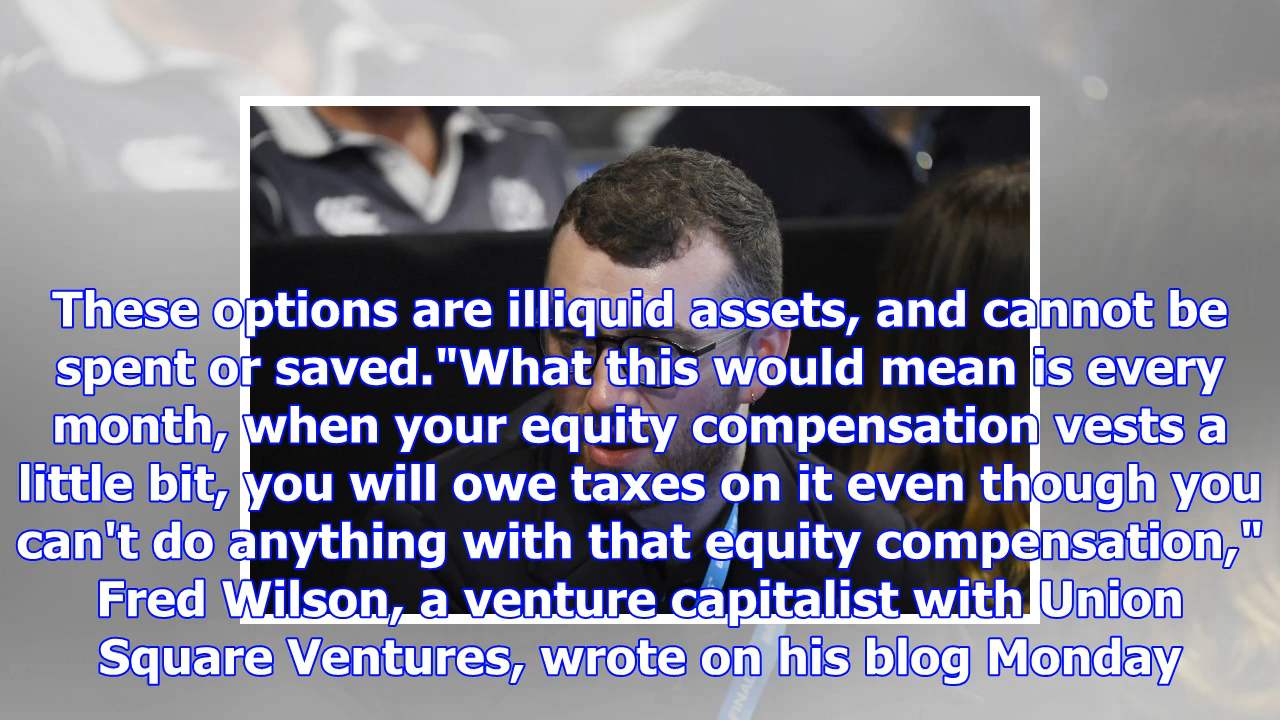 These options are illiquid assets, and cannot be
spent or saved."What this would mean is every
month, when your equity compensation vests a
little bit, you will owe taxes on it even though you
can't do anything with that equity compensation,"
Fred Wilson, a venture capitalist with Union
Square Ventures, wrote on his blog Monday
FINAL